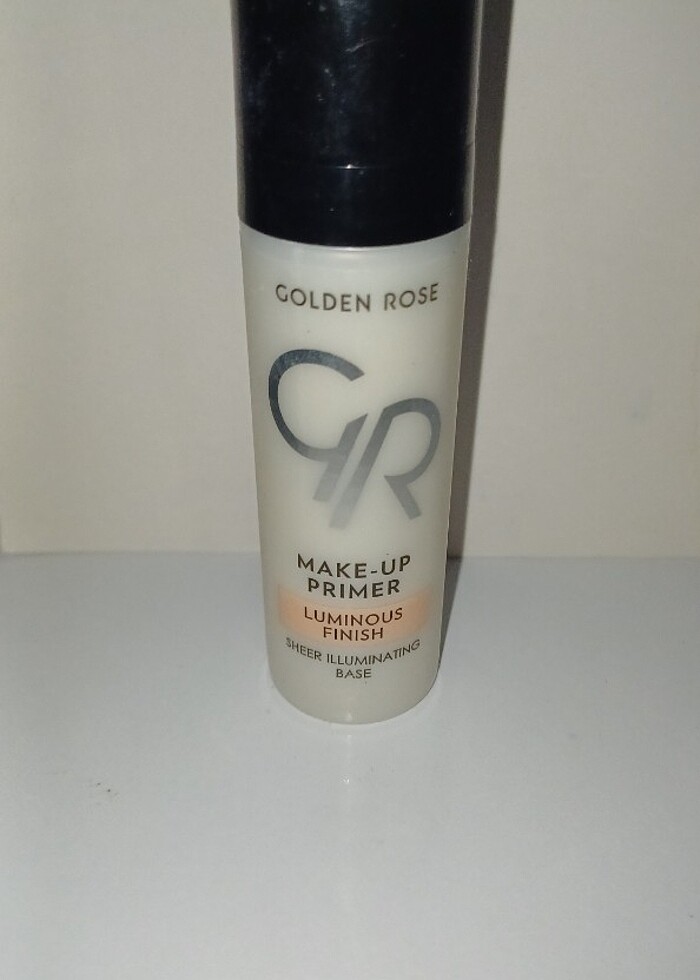 GOLDEN ROSE
GR
MAKE-UP
PRIMER
LUMINOUS
FINISH
SHEER ILLUMINATING
BASE